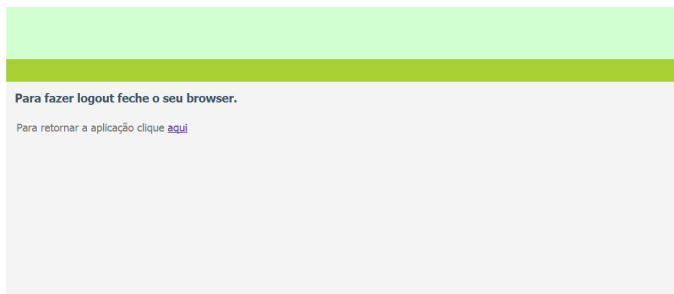 Para fazer logout feche o seu browser.
Para retornar a aplicação clique aqui